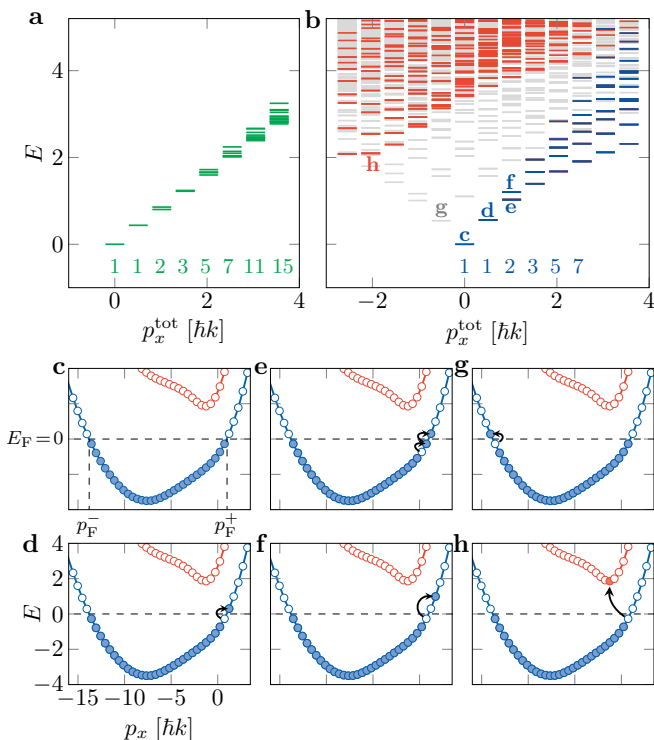 a
b
4
2
0
E
1 1 2 3 5 7 11 15
0 2 4
p_x^tot [ħk]
h
g
f
d
e
c
1 1 2 3 5 7
−2 0 2 4
p_x^tot [ħk]
c
e
g
E_F=0
p_F^−
p_F^+
d
f
h
4
2
0
−2
−4
E
−15 −10 −5 0
p_x [ħk]